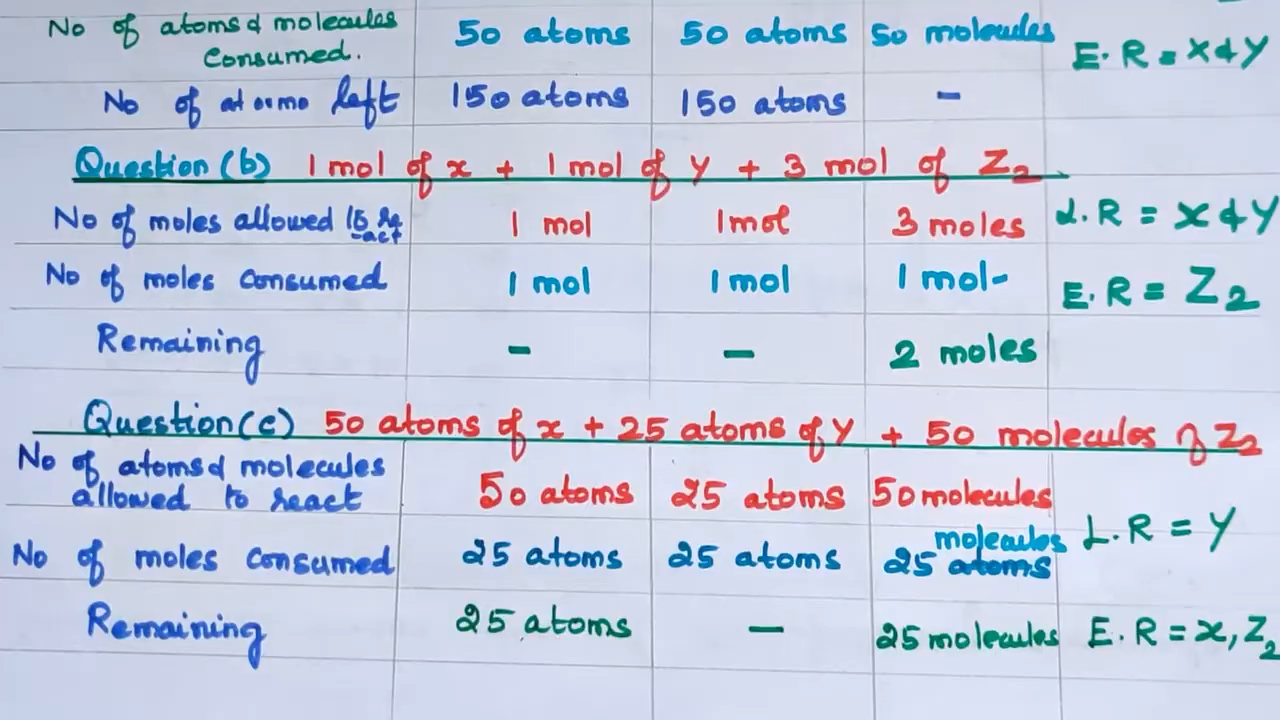 No of atoms & molecules consumed. 50 atoms 50 atoms 50 molecules E.R = X & Y
No of atoms left 150 atoms 150 atoms -
Question (b) 1 mol of x + 1 mol of y + 3 mol of Z2
No of moles allowed to react 1 mol 1 mol 3 moles L.R = X & Y
No of moles consumed 1 mol 1 mol 1 mol- E.R = Z2
Remaining - - 2 moles
Question (c) 50 atoms of x + 25 atoms of y + 50 molecules of Z2
No of atoms & molecules allowed to react 50 atoms 25 atoms 50 molecules L.R = Y
No of moles consumed 25 atoms 25 atoms 25 atoms molecules
Remaining 25 atoms - 25 molecules E.R = x, Z2